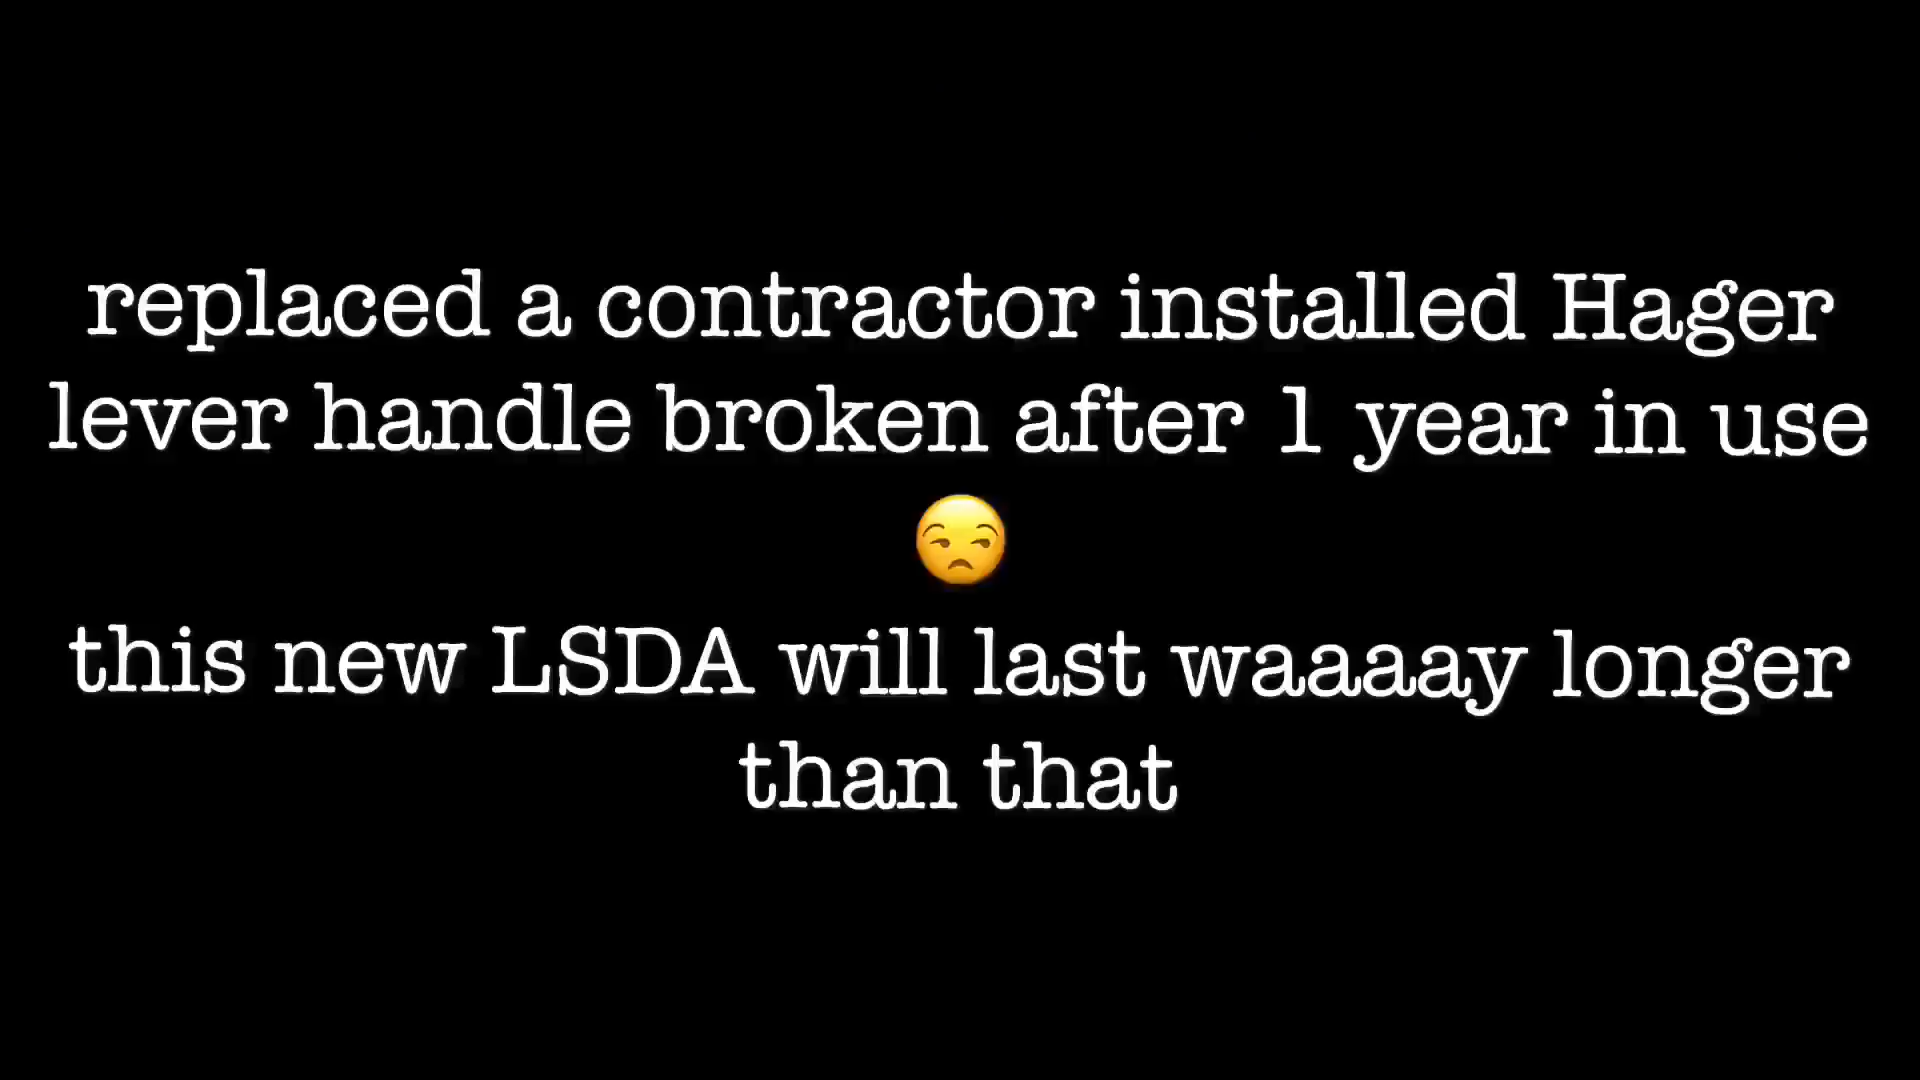 replaced a contractor installed Hager
lever handle broken after 1 year in use
😒
this new LSDA will last waaaay longer
than that